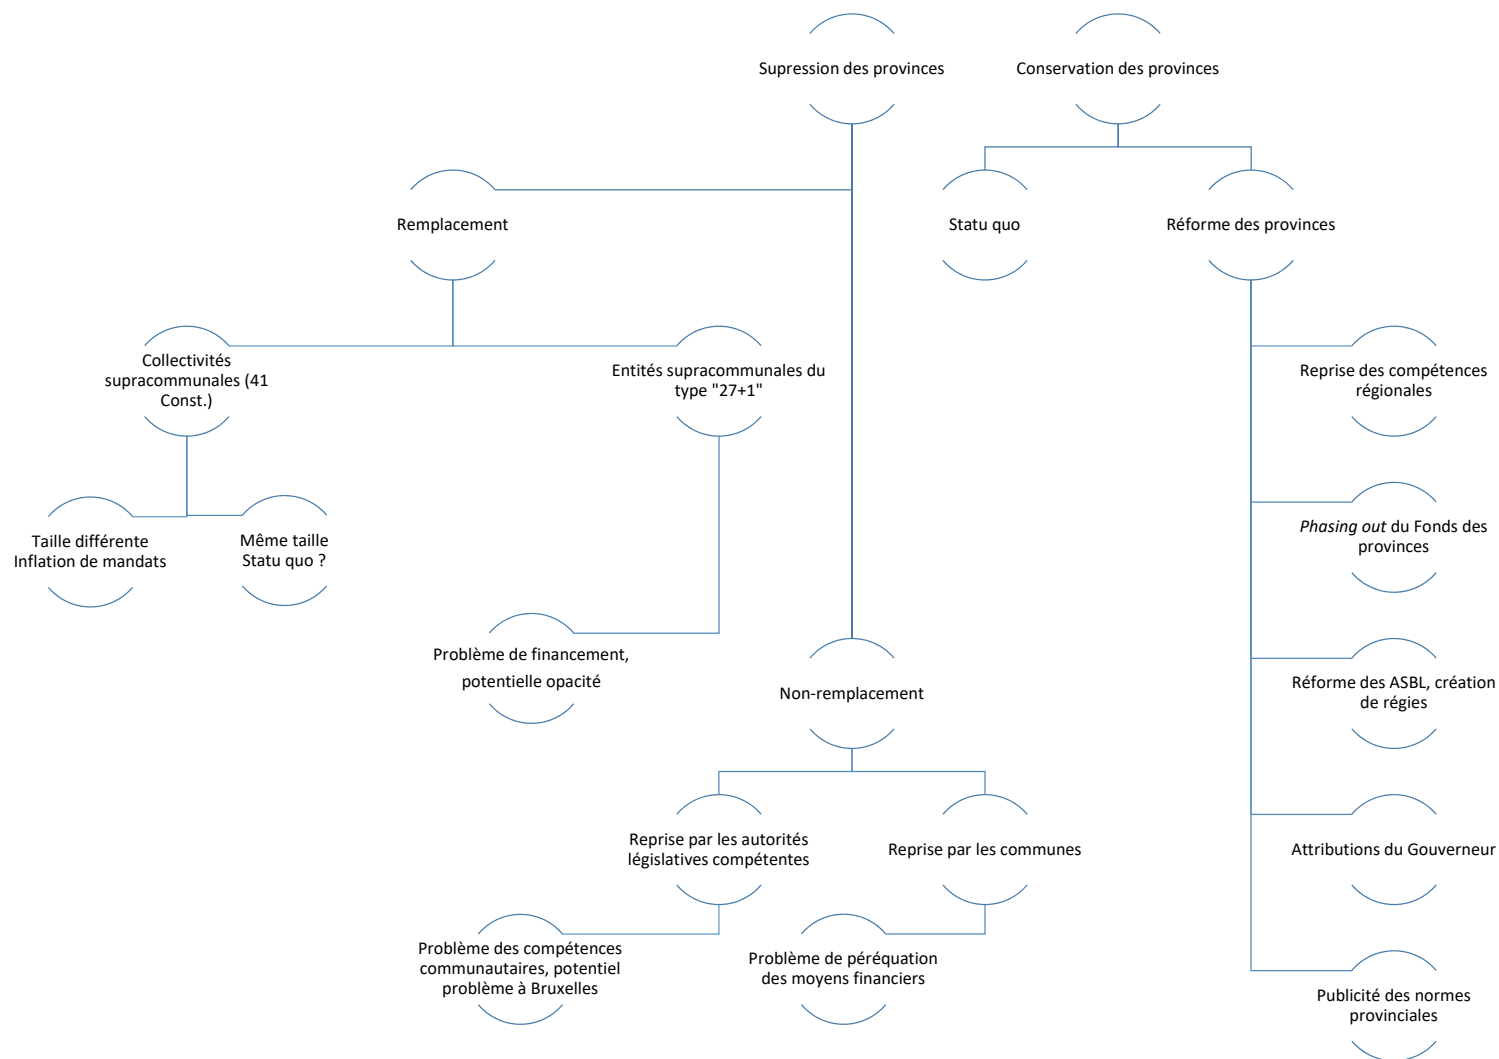 Supression des provinces
Conservation des provinces
Remplacement
Statu quo
Réforme des provinces
Collectivités
supracommunales (41
Const.)
Entités supracommunales du
type "27+1"
Reprise des compétences
régionales
Taille différente
Inflation de mandats
Même taille
Statu quo ?
Phasing out du Fonds des
provinces
Problème de financement,
potentielle opacité
Non-remplacement
Réforme des ASBL, création
de régies
Reprise par les autorités
législatives compétentes
Reprise par les communes
Attributions du Gouverneur
Problème des compétences
communautaires, potentiel
problème à Bruxelles
Problème de péréquation
des moyens financiers
Publicité des normes
provinciales